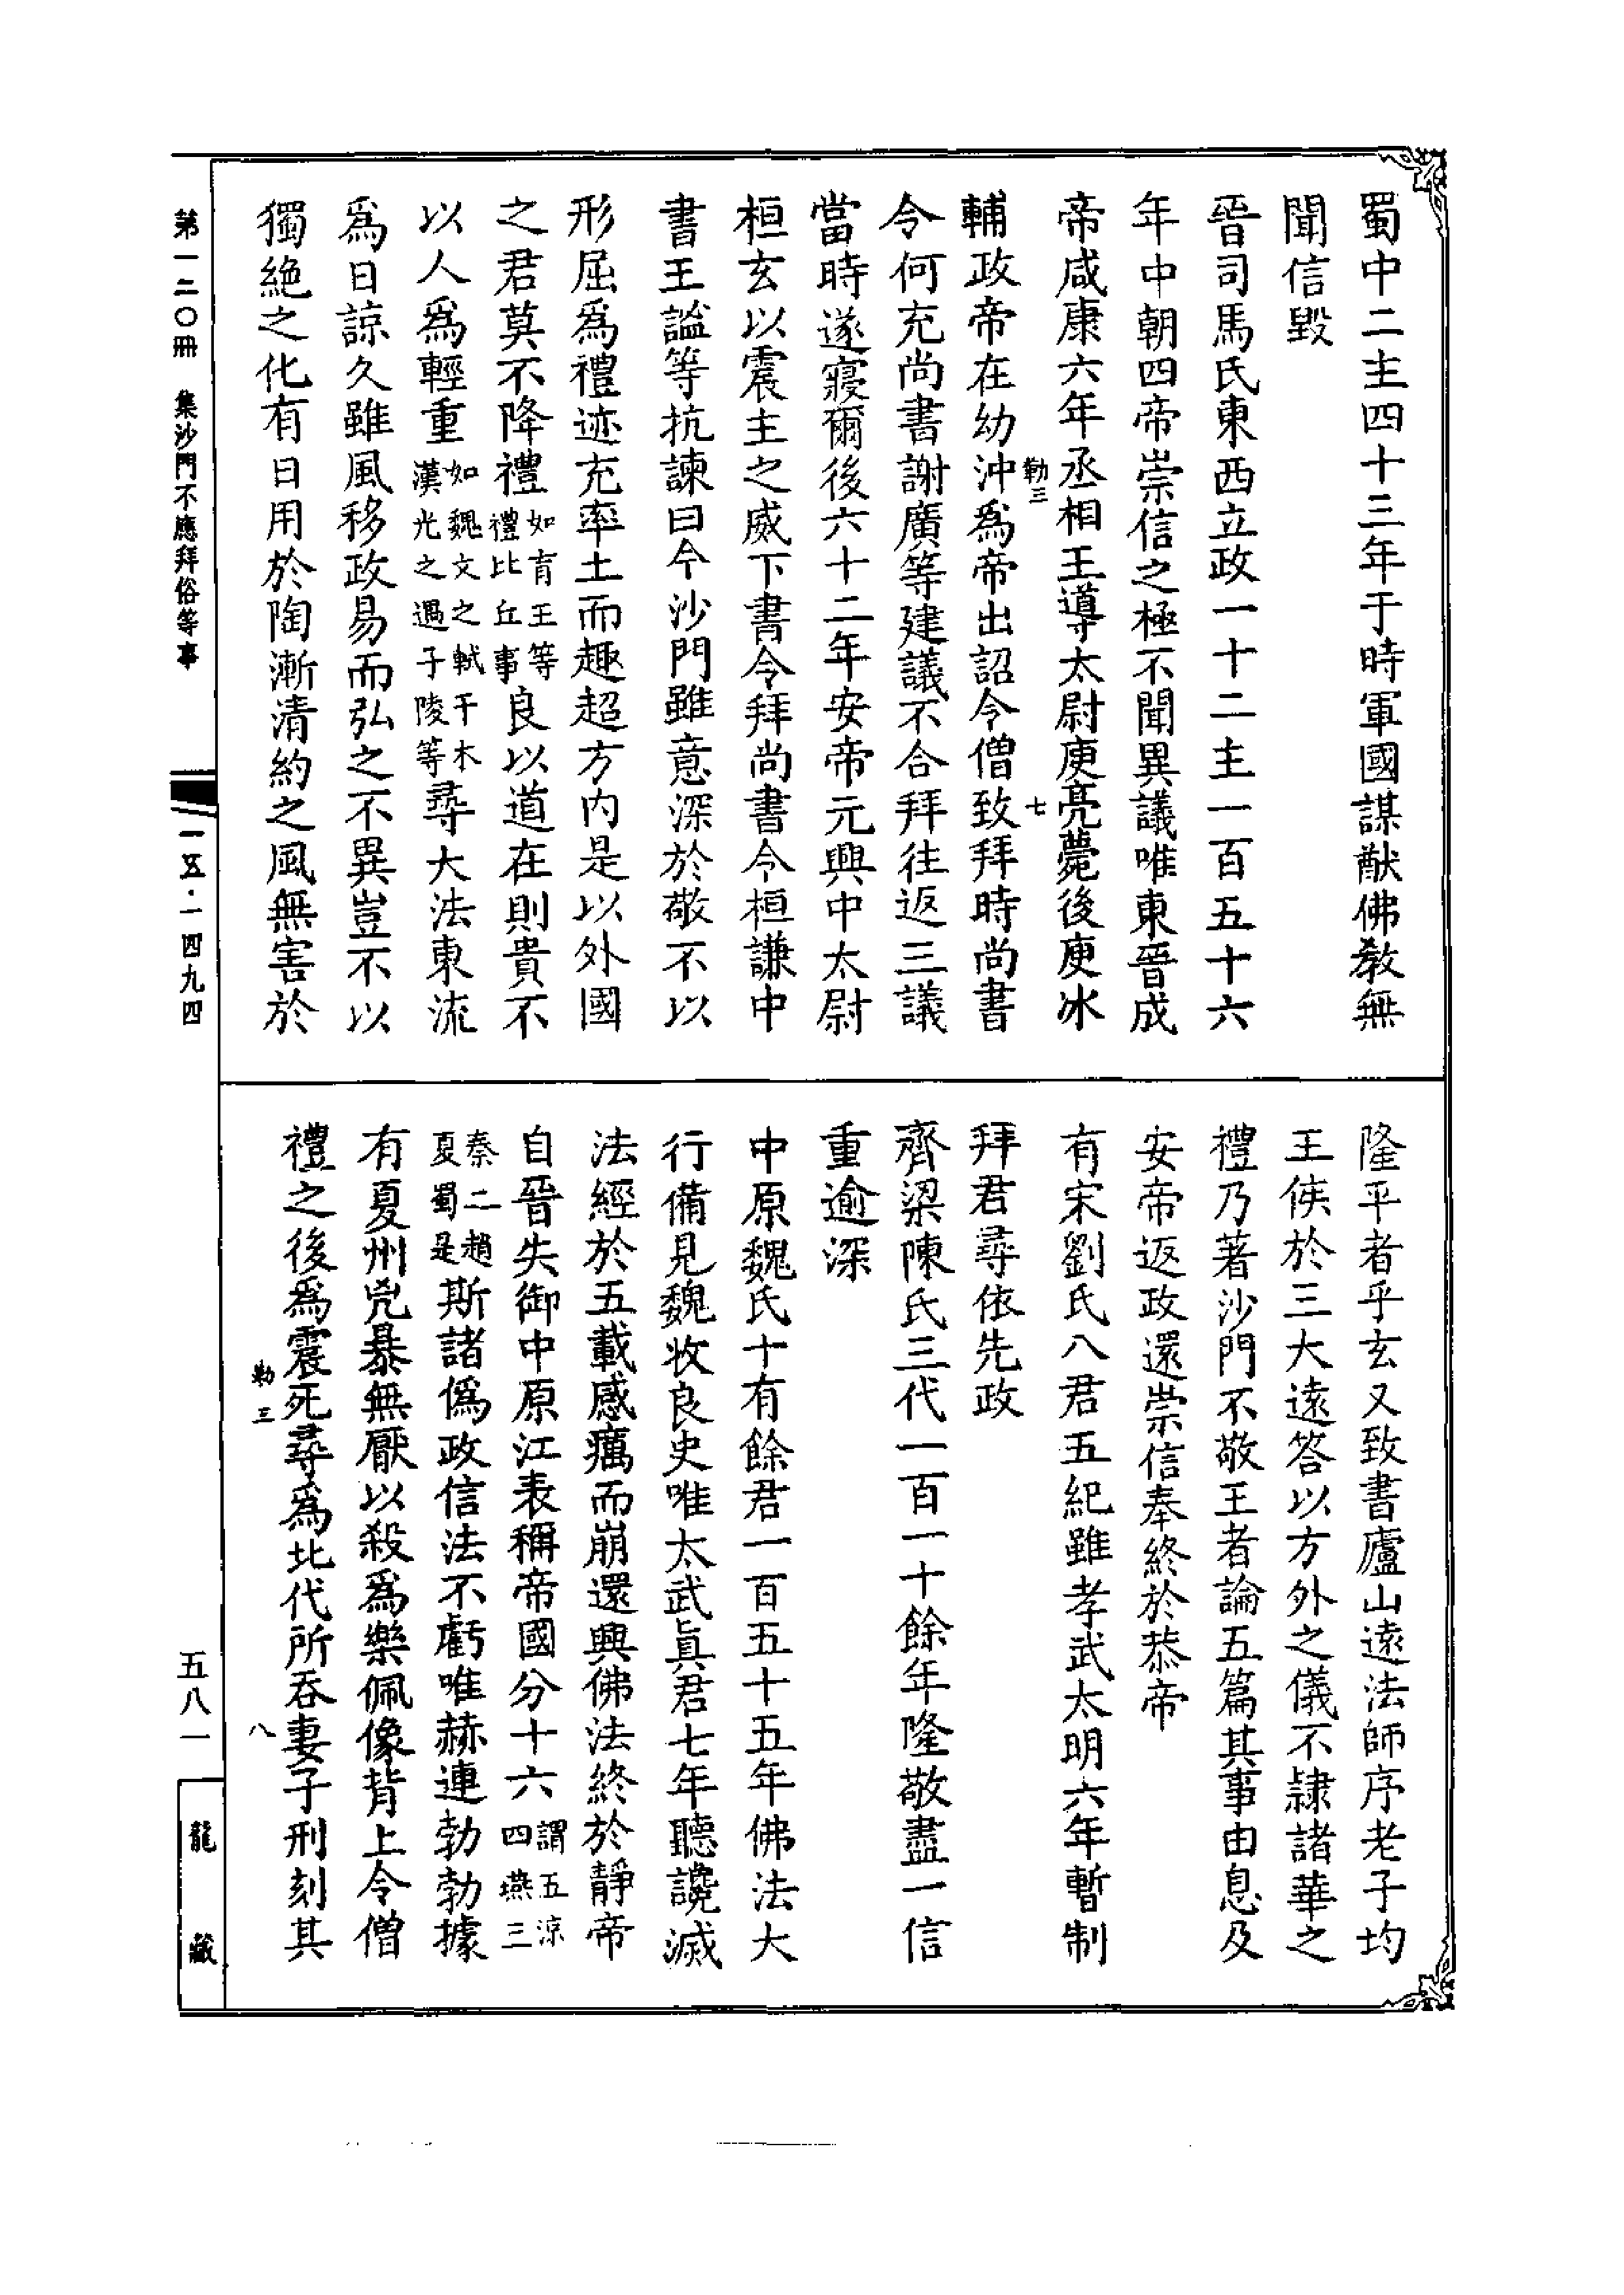 蜀中二主四十三年于時軍國謀猷佛教無
聞信毀
晉司馬氏東西立政一十二主一百五十六
年中朝四帝崇信之極不聞異議唯東晉成
帝咸康六年丞相王導太尉庾亮薨後庾冰
勒三
七
輔政帝在幼沖爲帝出詔令僧致拜時尚書
令何充尚書謝廣等建議不合拜往返三議
當時遂寢爾後六十二年安帝元興中太尉
桓玄以震主之威下書令拜尚書令桓謙中
書王謐等抗諫曰今沙門雖意深於敬不以
形屈爲禮迹充率土而趣超方內是以外國
之君莫不降禮如育王等禮比丘事良以道在則貴不
以人爲輕重如魏文之軾干木漢光之遇子陵等尋大法東流
爲日諒久雖風移政易而弘之不異豈不以
獨絕之化有日用於陶漸清約之風無害於
隆平者乎玄又致書廬山遠法師序老子均
王侯於三大遠答以方外之儀不隸諸華之
禮乃著沙門不敬王者論五篇其事由息及
安帝返政還崇信奉終於恭帝
有宋劉氏八君五紀雖孝武太明六年暫制
拜君尋依先政
齊梁陳氏三代一百一十餘年隆敬盡一信
重逾深
中原魏氏十有餘君一百五十五年佛法大
行備見魏收良史唯太武真君七年聽讒滅
法經於五載感癘而崩還興佛法終於靜帝
自晉失御中原江表稱帝國分十六謂五涼四燕三
秦二趙夏蜀是斯諸僞政信法不虧唯赫連勃勃據
有夏州兇暴無厭以殺爲樂佩像背上令僧
禮之後爲震死尋爲北代所吞妻子刑刻其
勒三
八
第一二〇冊 集沙門不應拜俗等事
一五·一四九四
五八一
龍藏